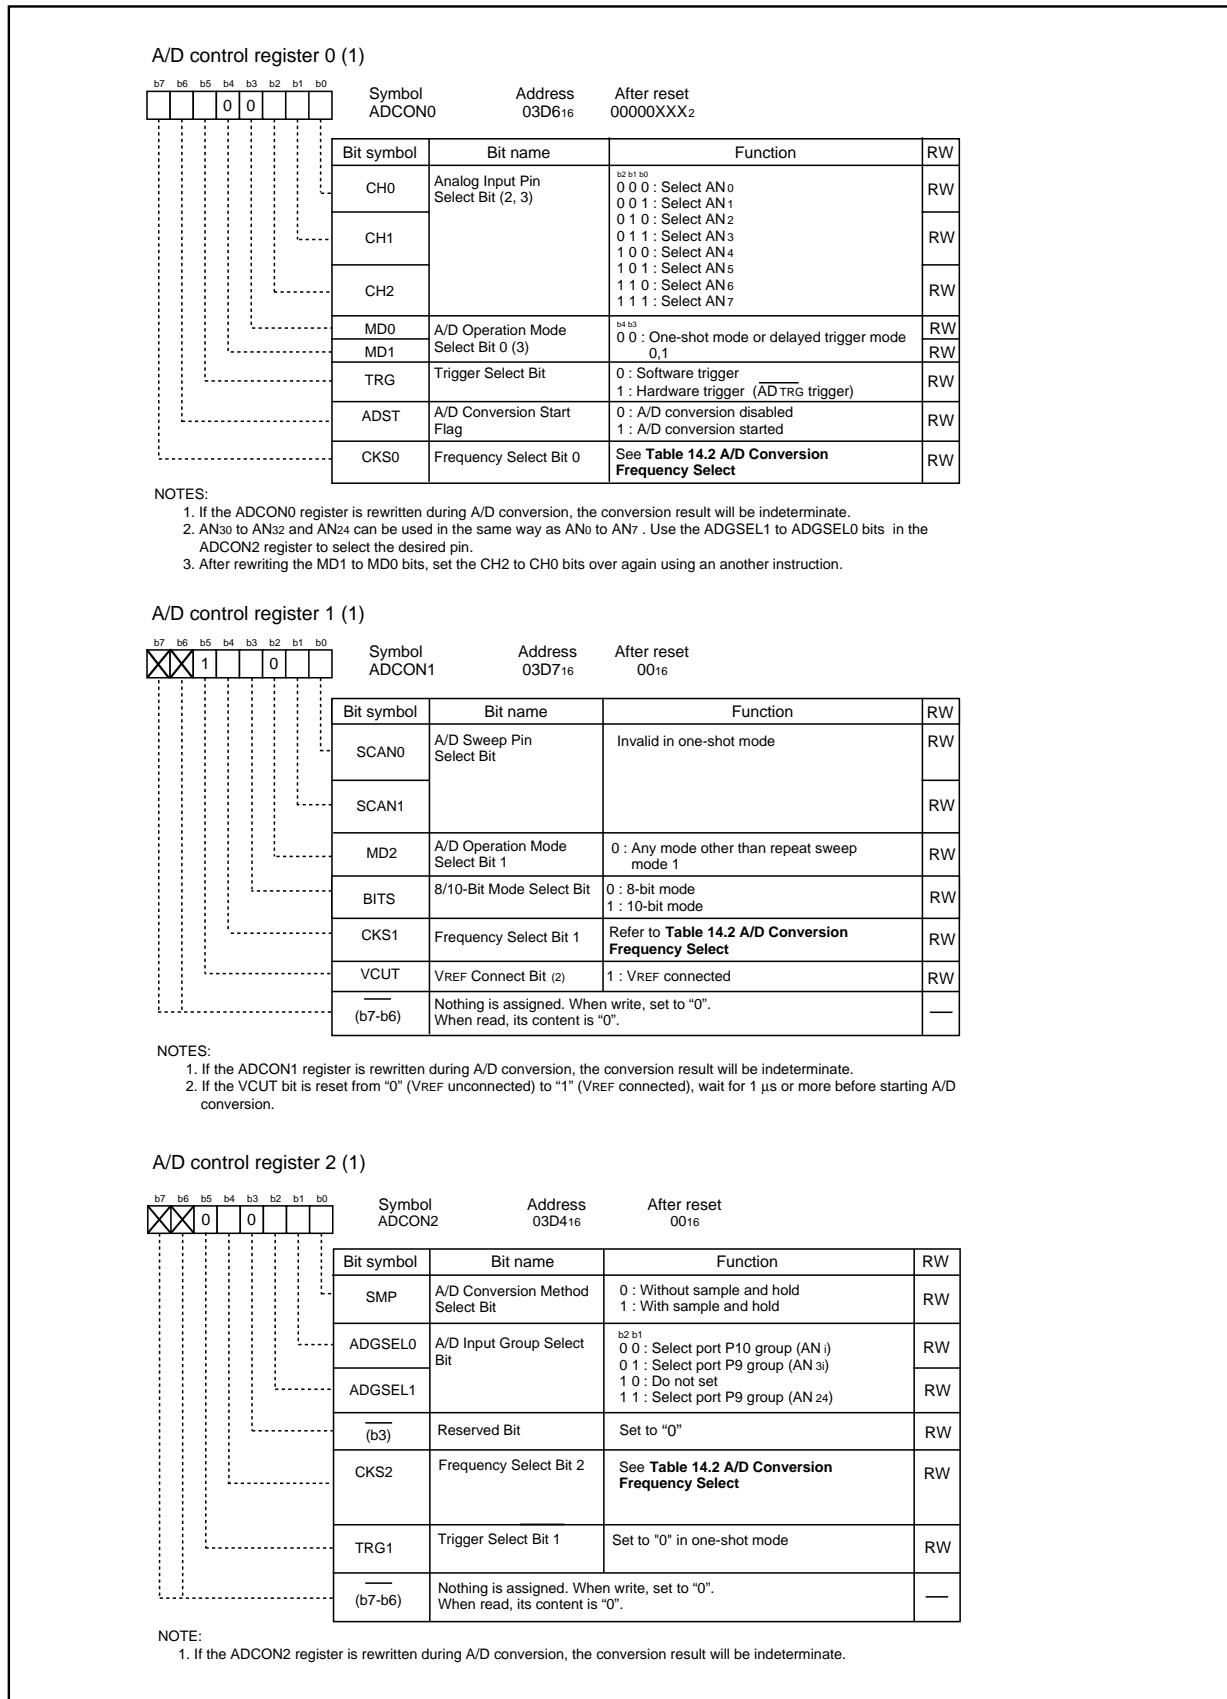 A/D control register 0 (1)
b7 b6 b5 b4 b3 b2 b1 b0
0 0
Symbol Address After reset
ADCON0 03D616 00000XXX2
Bit symbol Bit name Function RW
CH0 Analog Input Pin Select Bit (2, 3) RW
b2 b1 b0
0 0 0 : Select AN0
0 0 1 : Select AN1
0 1 0 : Select AN2
CH1 0 1 1 : Select AN3 RW
1 0 0 : Select AN4
1 0 1 : Select AN5
CH2 1 1 0 : Select AN6 RW
1 1 1 : Select AN7
MD0 A/D Operation Mode b4 b3 RW
MD1 Select Bit 0 (3) 0 0 : One-shot mode or delayed trigger mode RW
0,1
TRG Trigger Select Bit 0 : Software trigger RW
1 : Hardware trigger (ADTRG trigger)
ADST A/D Conversion Start 0 : A/D conversion disabled RW
Flag 1 : A/D conversion started
CKS0 Frequency Select Bit 0 See Table 14.2 A/D Conversion RW
Frequency Select
NOTES:
1. If the ADCON0 register is rewritten during A/D conversion, the conversion result will be indeterminate.
2. AN30 to AN32 and AN24 can be used in the same way as AN0 to AN7 . Use the ADGSEL1 to ADGSEL0 bits in the
ADCON2 register to select the desired pin.
3. After rewriting the MD1 to MD0 bits, set the CH2 to CH0 bits over again using an another instruction.
A/D control register 1 (1)
b7 b6 b5 b4 b3 b2 b1 b0
1 0
Symbol Address After reset
ADCON1 03D716 0016
Bit symbol Bit name Function RW
SCAN0 A/D Sweep Pin Invalid in one-shot mode RW
Select Bit
SCAN1 RW
MD2 A/D Operation Mode 0 : Any mode other than repeat sweep RW
Select Bit 1 mode 1
BITS 8/10-Bit Mode Select Bit 0 : 8-bit mode RW
1 : 10-bit mode
CKS1 Frequency Select Bit 1 Refer to Table 14.2 A/D Conversion RW
Frequency Select
VCUT VREF Connect Bit (2) 1 : VREF connected RW
(b7-b6) Nothing is assigned. When write, set to “0”. —
When read, its content is “0”.
NOTES:
1. If the ADCON1 register is rewritten during A/D conversion, the conversion result will be indeterminate.
2. If the VCUT bit is reset from “0” (VREF unconnected) to “1” (VREF connected), wait for 1 µs or more before starting A/D
conversion.
A/D control register 2 (1)
b7 b6 b5 b4 b3 b2 b1 b0
0 0
Symbol Address After reset
ADCON2 03D416 0016
Bit symbol Bit name Function RW
SMP A/D Conversion Method 0 : Without sample and hold RW
Select Bit 1 : With sample and hold
ADGSEL0 A/D Input Group Select b2 b1 RW
Bit 0 0 : Select port P10 group (AN i)
0 1 : Select port P9 group (AN 3i)
1 0 : Do not set
ADGSEL1 1 1 : Select port P9 group (AN 24) RW
(b3) Reserved Bit Set to “0” RW
CKS2 Frequency Select Bit 2 See Table 14.2 A/D Conversion RW
Frequency Select
TRG1 Trigger Select Bit 1 Set to "0" in one-shot mode RW
(b7-b6) Nothing is assigned. When write, set to “0”. —
When read, its content is “0”.
NOTE:
1. If the ADCON2 register is rewritten during A/D conversion, the conversion result will be indeterminate.